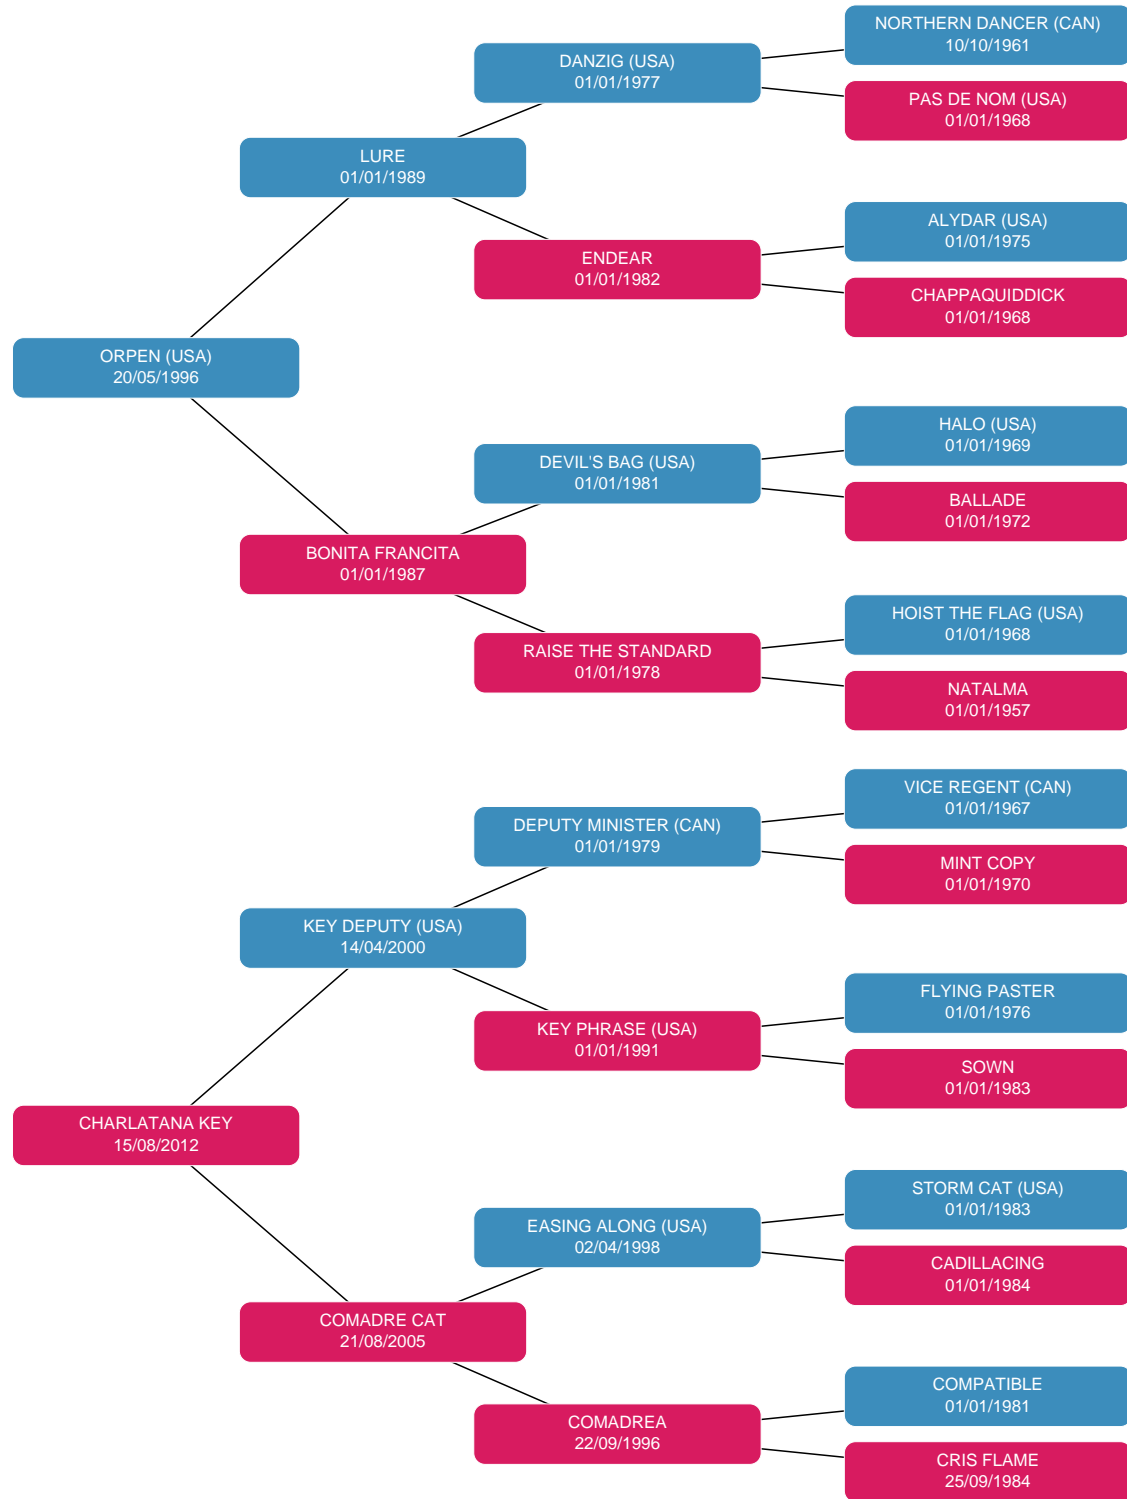 NORTHERN DANCER (CAN)
10/10/1961
DANZIG (USA)
01/01/1977
PAS DE NOM (USA)
01/01/1968
LURE
01/01/1989
ALYDAR (USA)
01/01/1975
ENDEAR
01/01/1982
CHAPPAQUIDDICK
01/01/1968
ORPEN (USA)
20/05/1996
HALO (USA)
01/01/1969
DEVIL'S BAG (USA)
01/01/1981
BALLADE
01/01/1972
BONITA FRANCITA
01/01/1987
HOIST THE FLAG (USA)
01/01/1968
RAISE THE STANDARD
01/01/1978
NATALMA
01/01/1957
VICE REGENT (CAN)
01/01/1967
DEPUTY MINISTER (CAN)
01/01/1979
MINT COPY
01/01/1970
KEY DEPUTY (USA)
14/04/2000
FLYING PASTER
01/01/1976
KEY PHRASE (USA)
01/01/1991
SOWN
01/01/1983
CHARLATANA KEY
15/08/2012
STORM CAT (USA)
01/01/1983
EASING ALONG (USA)
02/04/1998
CADILLACING
01/01/1984
COMADRE CAT
21/08/2005
COMPATIBLE
01/01/1981
COMADREA
22/09/1996
CRIS FLAME
25/09/1984